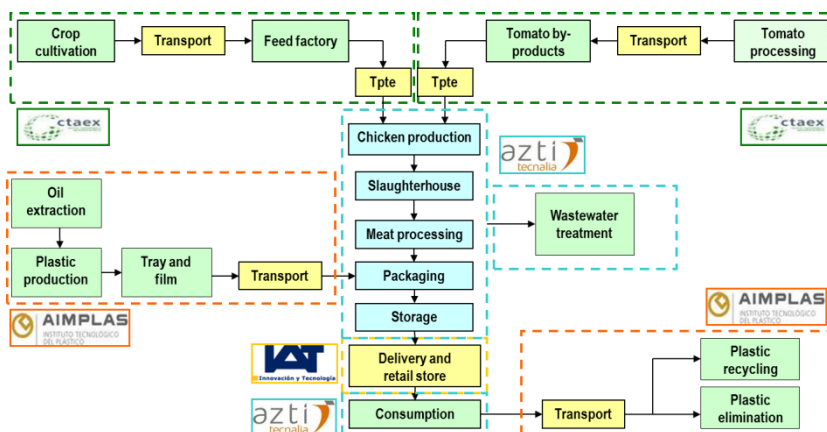 Crop
cultivation
Transport
Feed factory
Tomato by-
products
Transport
Tomato
processing
Tpte
Tpte
ctaex
ctaex
Chicken production
azti
tecnalia
Slaughterhouse
Oil
extraction
Wastewater
treatment
Meat processing
Plastic
production
Tray and
film
Transport
Packaging
AIMPLAS
INSTITUTO TECNOLÓGICO
DEL PLÁSTICO
AIMPLAS
INSTITUTO TECNOLÓGICO
DEL PLÁSTICO
Storage
IAT
Innovación y Tecnología
Delivery and
retail store
Plastic
recycling
azti
tecnalia
Consumption
Transport
Plastic
elimination